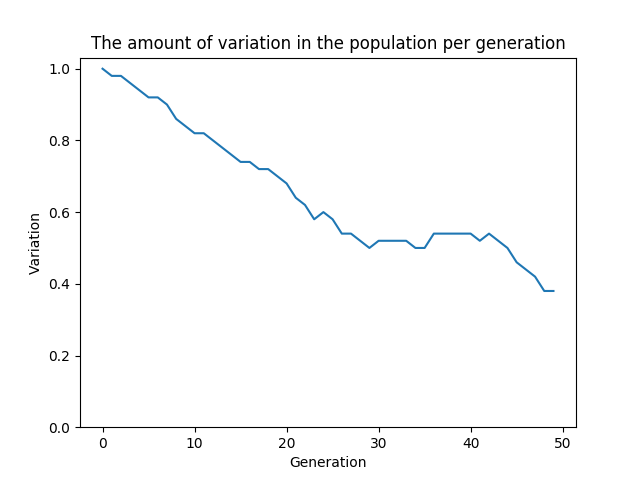 The amount of variation in the population per generation
1.0
0.8
0.6
0.4
0.2
0.0
Variation
0 10 20 30 40 50
Generation